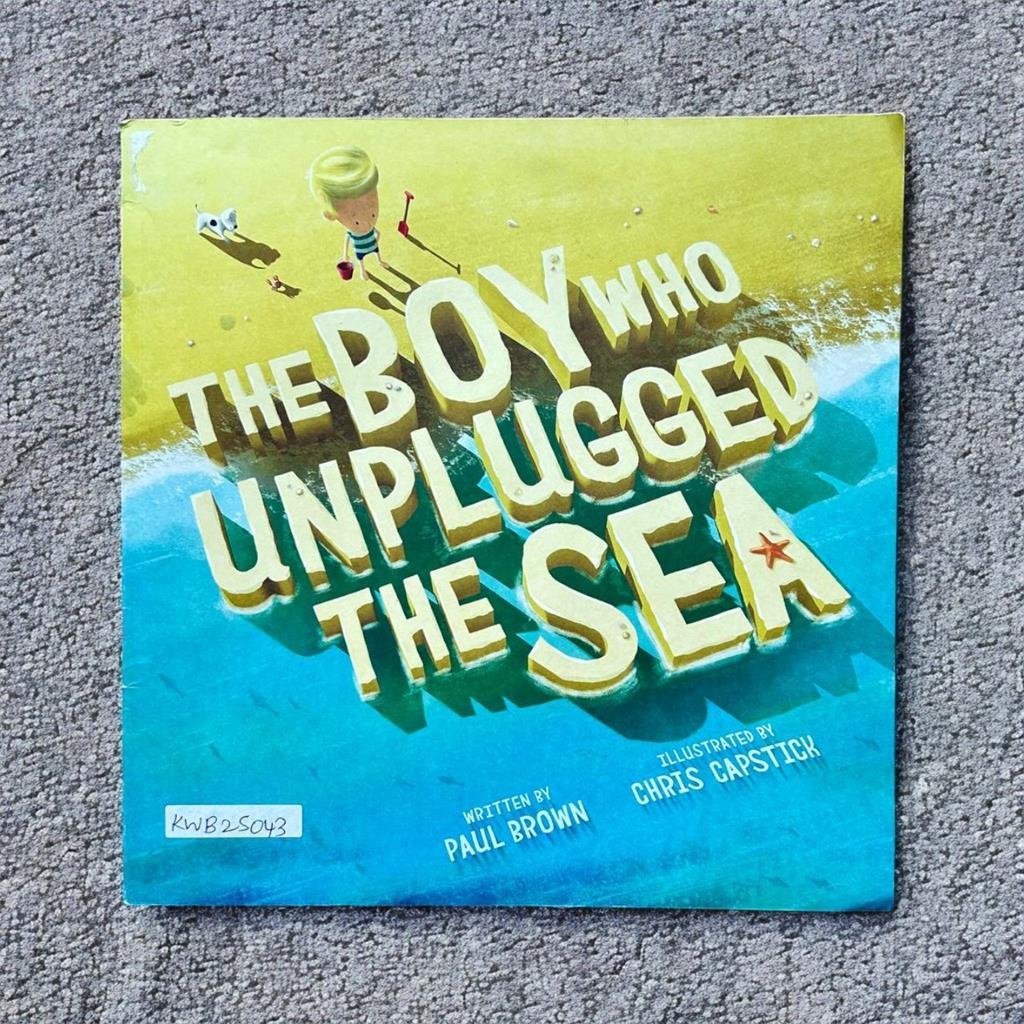 THE BOY WHO
UNPLUGGED
THE SEA
WRITTEN BY
PAUL BROWN
ILLUSTRATED BY
CHRIS CAPSTICK
KWB25043